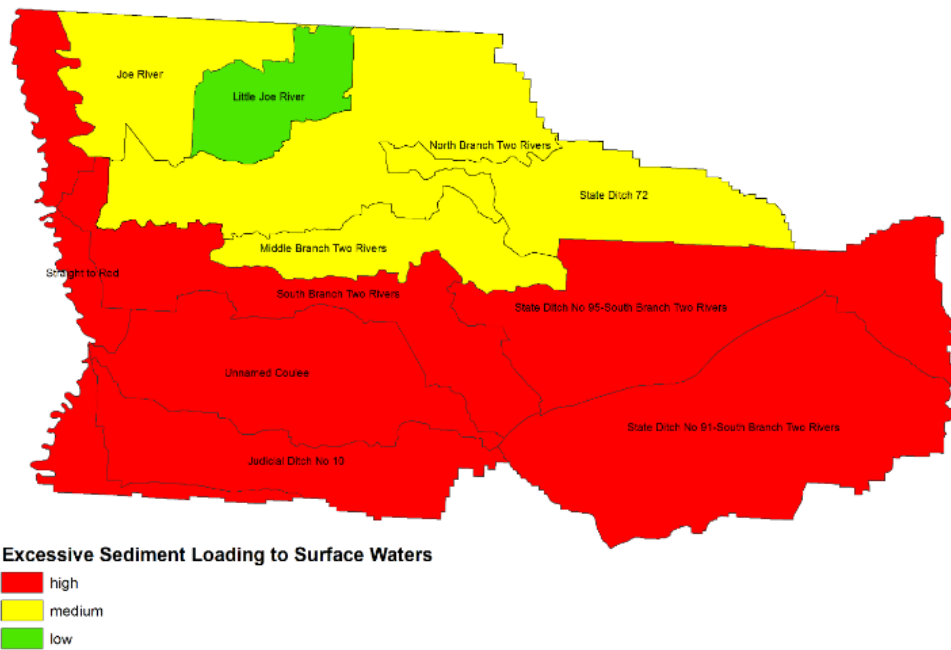 Joe River
Little Joe River
North Branch Two Rivers
State Ditch 72
Middle Branch Two Rivers
Straight to Red
South Branch Two Rivers
State Ditch No 95-South Branch Two Rivers
Unnamed Coulee
State Ditch No 91-South Branch Two Rivers
Judicial Ditch No 10
Excessive Sediment Loading to Surface Waters
high
medium
low